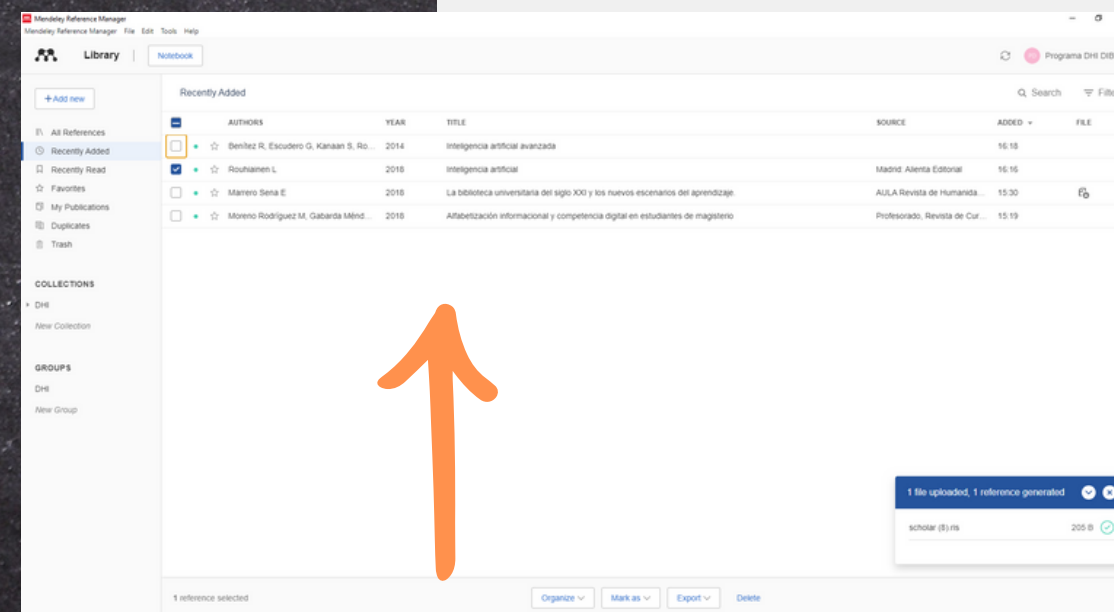 Mendeley Reference Manager
Mendeley Reference Manager File Edit Tools Help
Library Notebook Programa DHI DIB
+ Add new
Recently Added Search Filte
AUTHORS YEAR TITLE SOURCE ADDED FILE
All References
Benítez R, Escudero G, Kanaan S, Ro... 2014 Inteligencia artificial avanzada 16:18
Recently Added
Recently Read
Rouhiainen L 2018 Inteligencia artificial Madrid: Alienta Editorial 16:16
Favorites
Marrero Sena E 2018 La biblioteca universitaria del siglo XXI y los nuevos escenarios del aprendizaje. AULA Revista de Humanida... 15:30
My Publications
Moreno Rodríguez M, Gabarda Ménd... 2018 Alfabetización informacional y competencia digital en estudiantes de magisterio Profesorado, Revista de Cur... 15:19
Duplicates
Trash
COLLECTIONS
DHI
New Collection
GROUPS
DHI
New Group
1 file uploaded, 1 reference generated
scholar (8).ris 205 B
1 reference selected Organize Mark as Export Delete